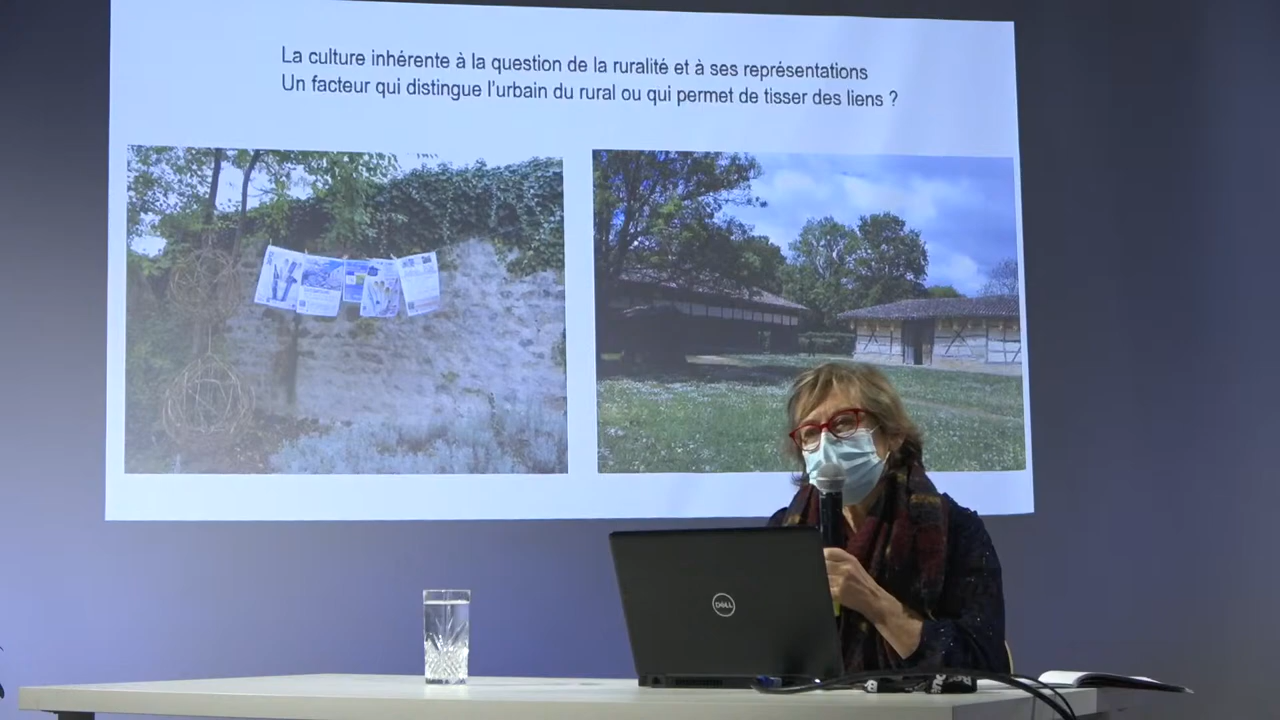 La culture inhérente à la question de la ruralité et à ses représentations
Un facteur qui distingue l'urbain du rural ou qui permet de tisser des liens ?
DELL